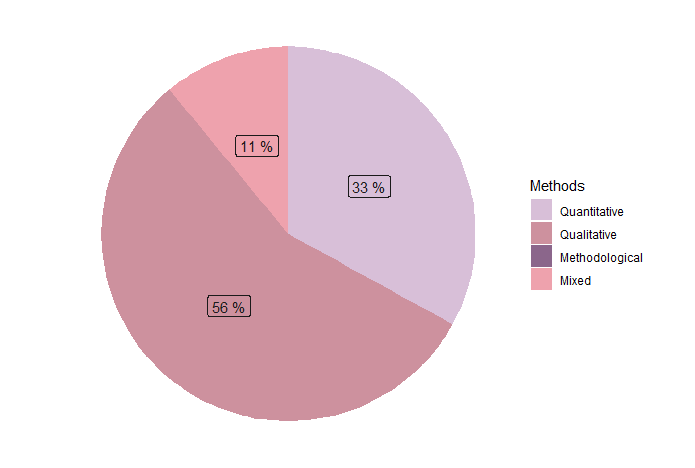 11 %
33 %
56 %
Methods
Quantitative
Qualitative
Methodological
Mixed